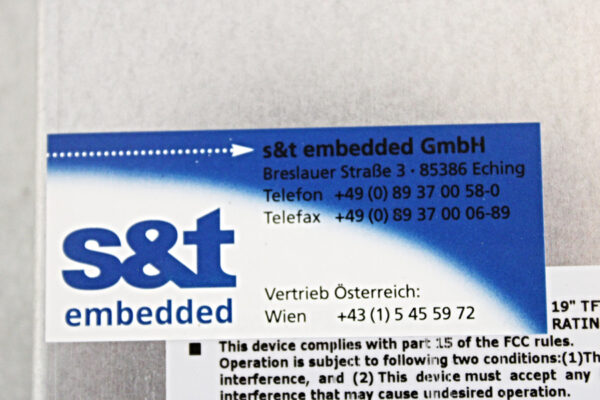 s&t embedded GmbH
Breslauer Straße 3 · 85386 Eching
Telefon +49 (0) 89 37 00 58-0
Telefax +49 (0) 89 37 00 06-89
s&t
embedded
Vertrieb Österreich:
Wien +43 (1) 5 45 59 72
19" TF
RATIN
■ This device complies with part 15 of the FCC rules.
Operation is subject to following two conditions:(1)Th
interference, and (2) This device must accept any
interference that may cause undesired operation.